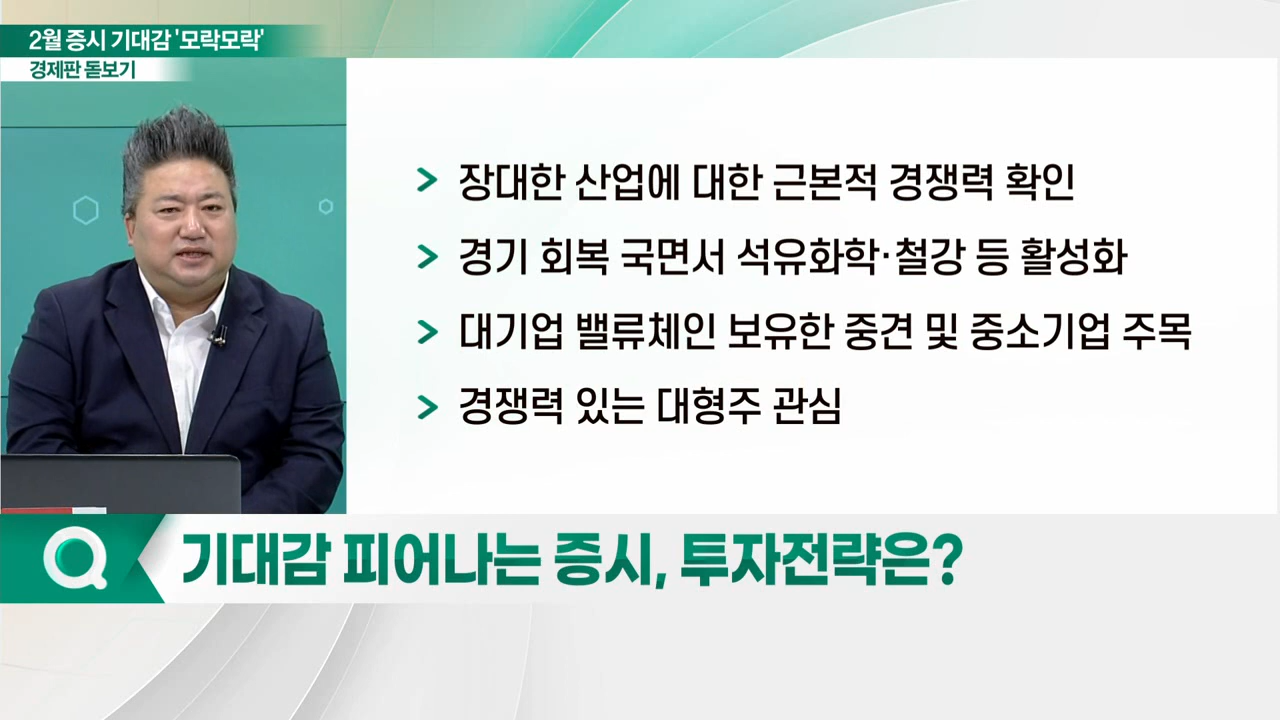 2월 증시 기대감 '모락모락'
경제판 돋보기
장대한 산업에 대한 근본적 경쟁력 확인
경기 회복 국면서 석유화학·철강 등 활성화
대기업 밸류체인 보유한 중견 및 중소기업 주목
경쟁력 있는 대형주 관심
기대감 피어나는 증시, 투자전략은?